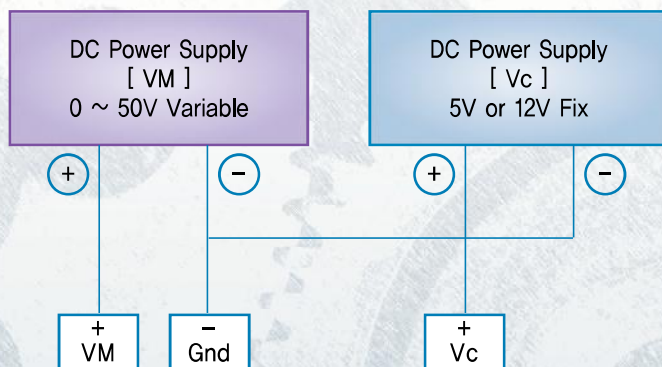 DC Power Supply
[ VM ]
0 ~ 50V Variable
DC Power Supply
[ Vc ]
5V or 12V Fix
+
−
+
−
+
VM
−
Gnd
+
Vc